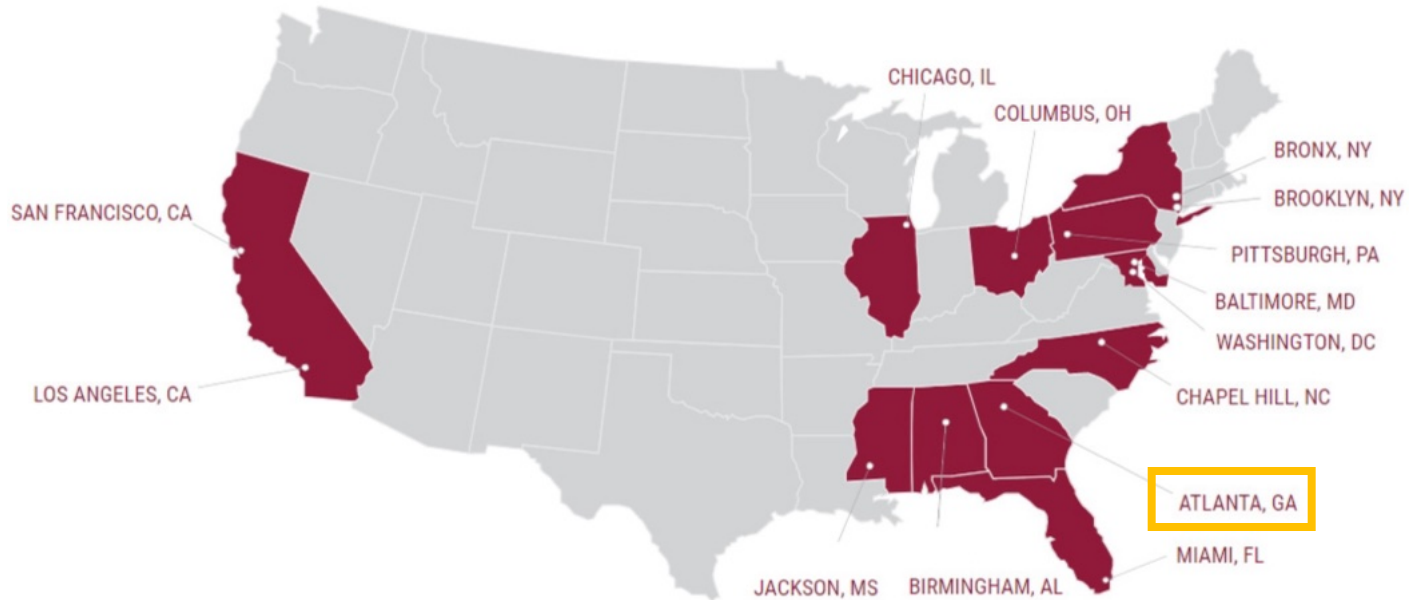 CHICAGO, IL
COLUMBUS, OH
BRONX, NY
BROOKLYN, NY
SAN FRANCISCO, CA
PITTSBURGH, PA
BALTIMORE, MD
WASHINGTON, DC
LOS ANGELES, CA
CHAPEL HILL, NC
ATLANTA, GA
MIAMI, FL
JACKSON, MS
BIRMINGHAM, AL